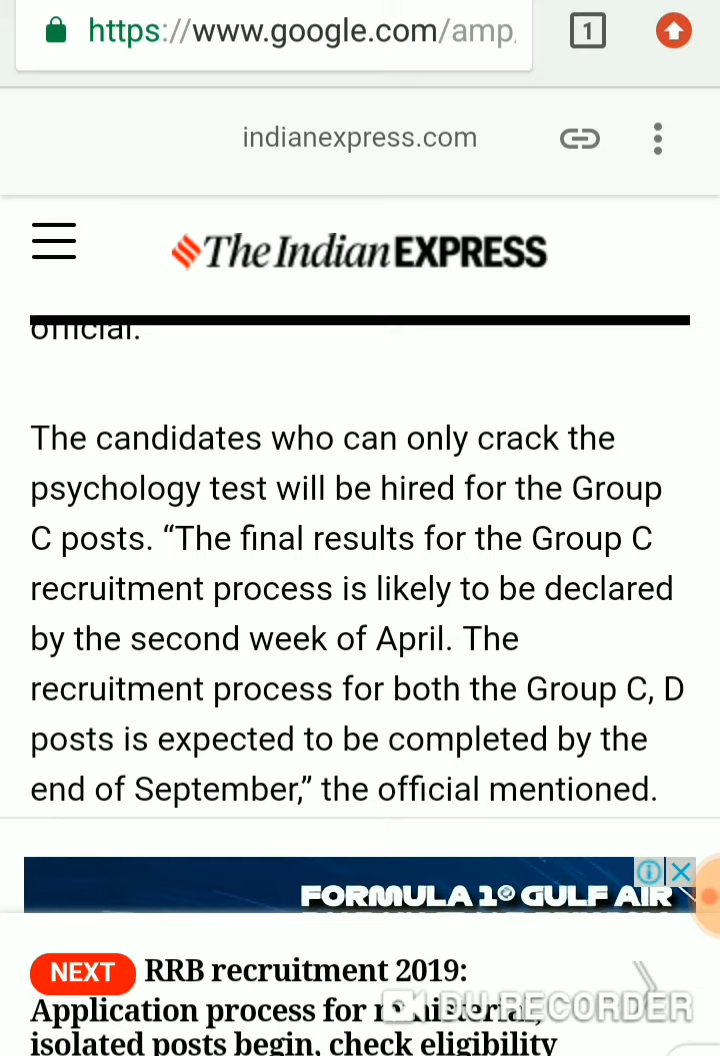 https://www.google.com/amp
1
indianexpress.com
The Indian EXPRESS
official.
The candidates who can only crack the
psychology test will be hired for the Group
C posts. “The final results for the Group C
recruitment process is likely to be declared
by the second week of April. The
recruitment process for both the Group C, D
posts is expected to be completed by the
end of September,” the official mentioned.
FORMULA 1 GULF AIR
NEXT RRB recruitment 2019:
Application process for ministerial,
DU RECORDER
isolated posts begin, check eligibility